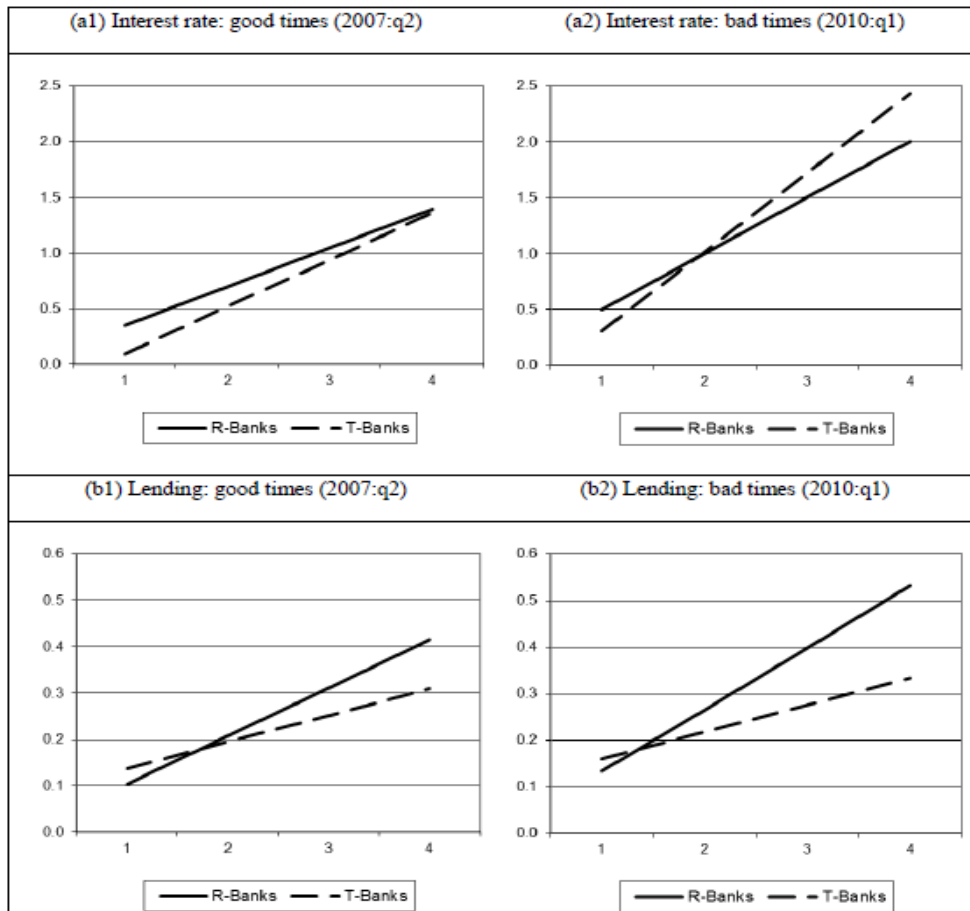 (a1) Interest rate: good times (2007:q2)
(a2) Interest rate: bad times (2010:q1)
2.5
2.0
1.5
1.0
0.5
0.0
1 2 3 4
R-Banks T-Banks
2.5
2.0
1.5
1.0
0.5
0.0
1 2 3 4
R-Banks T-Banks
(b1) Lending: good times (2007:q2)
(b2) Lending: bad times (2010:q1)
0.6
0.5
0.4
0.3
0.2
0.1
0.0
1 2 3 4
R-Banks T-Banks
0.6
0.5
0.4
0.3
0.2
0.1
0.0
1 2 3 4
R-Banks T-Banks